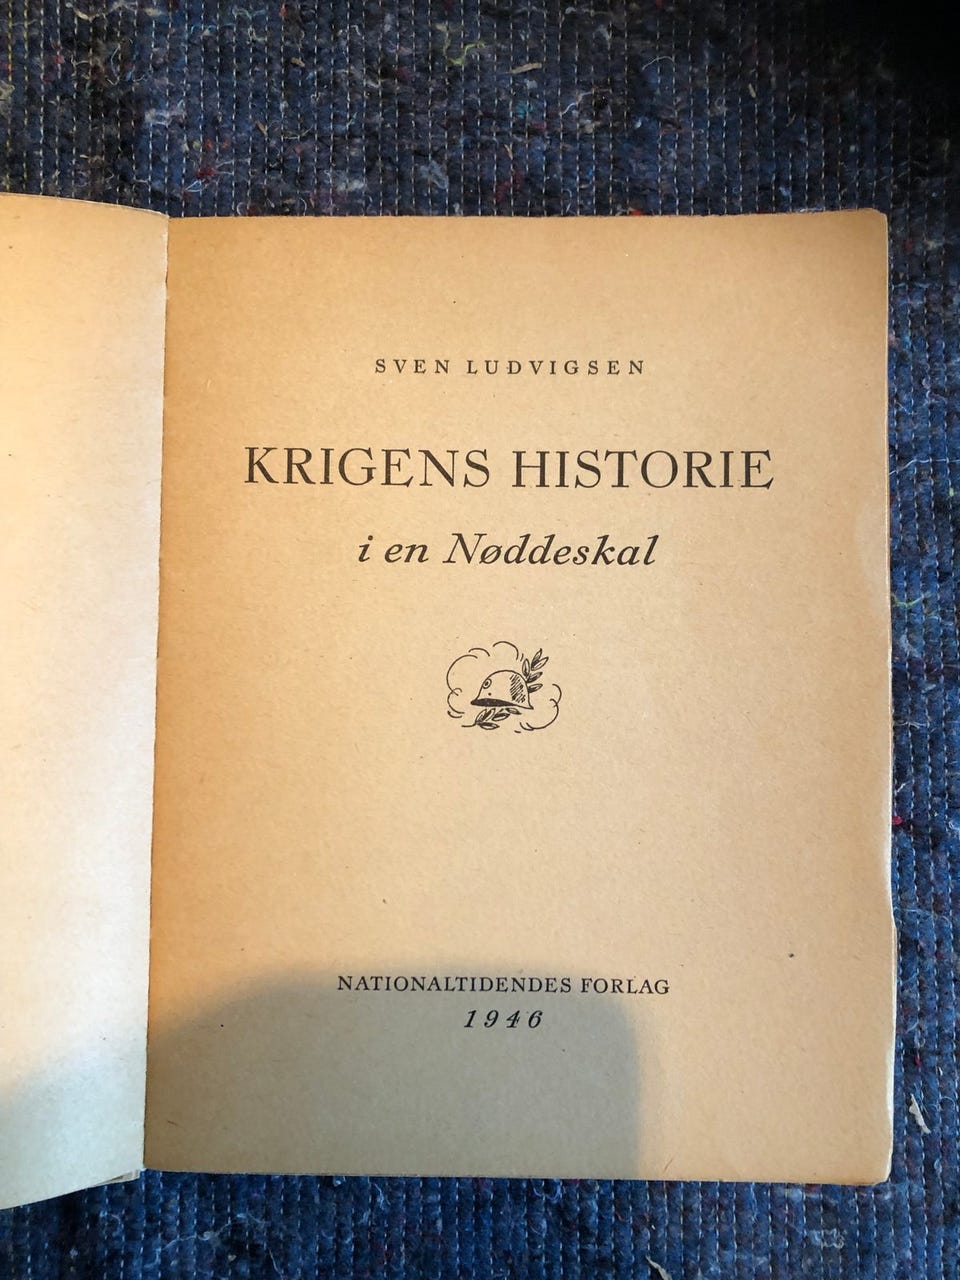 SVEN LUDVIGSEN
KRIGENS HISTORIE
i en Nøddeskal
NATIONALTIDENDES FORLAG
1946